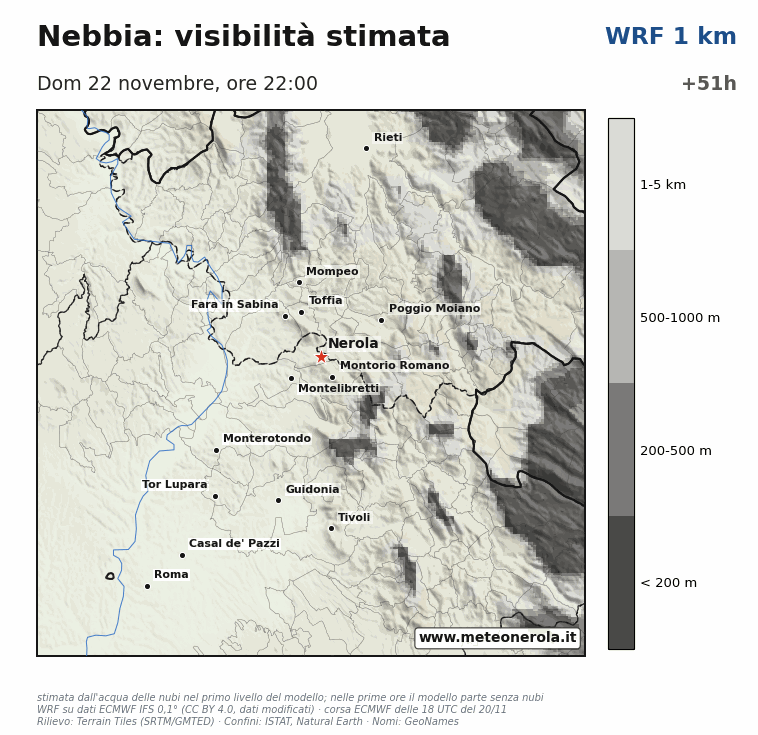 Nebbia: visibilità stimata
WRF 1 km
Dom 22 novembre, ore 22:00
+51h
Rieti
1-5 km
Mompeo
Fara in Sabina
Toffia
Poggio Moiano
500-1000 m
Nerola
Montorio Romano
Montelibretti
Monterotondo
200-500 m
Tor Lupara
Guidonia
Tivoli
Casal de' Pazzi
Roma
< 200 m
www.meteonerola.it
stimata dall'acqua delle nubi nel primo livello del modello; nelle prime ore il modello parte senza nubi
WRF su dati ECMWF IFS 0,1° (CC BY 4.0, dati modificati) · corsa ECMWF delle 18 UTC del 20/11
Rilievo: Terrain Tiles (SRTM/GMTED) · Confini: ISTAT, Natural Earth · Nomi: GeoNames